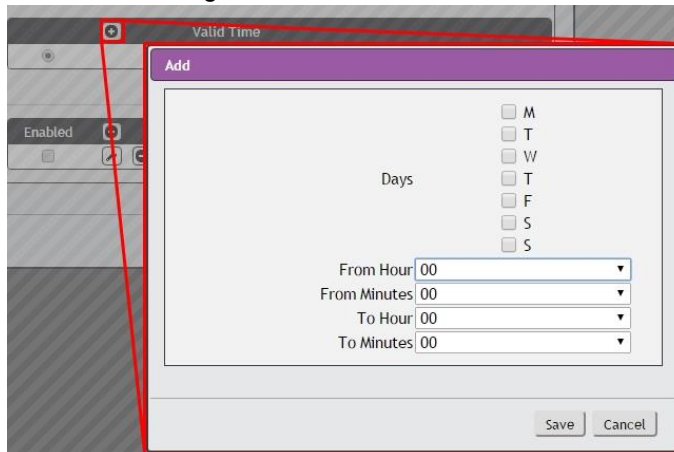 Valid Time
Add
M
T
W
Days T
F
S
S
From Hour 00
From Minutes 00
To Hour 00
To Minutes 00
Enabled
Save Cancel